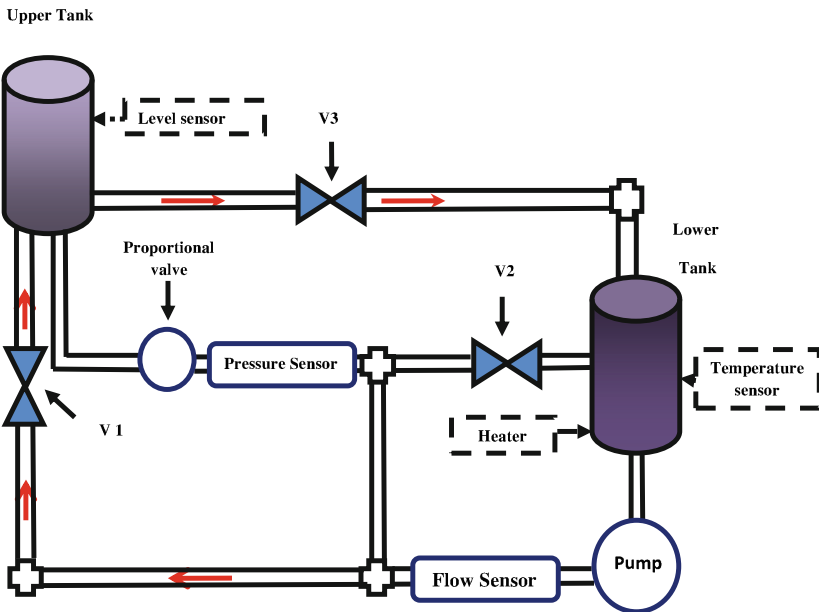 Upper Tank
Level sensor
V3
Lower
Tank
Proportional
valve
V2
Pressure Sensor
Temperature
sensor
V 1
Heater
Flow Sensor
Pump